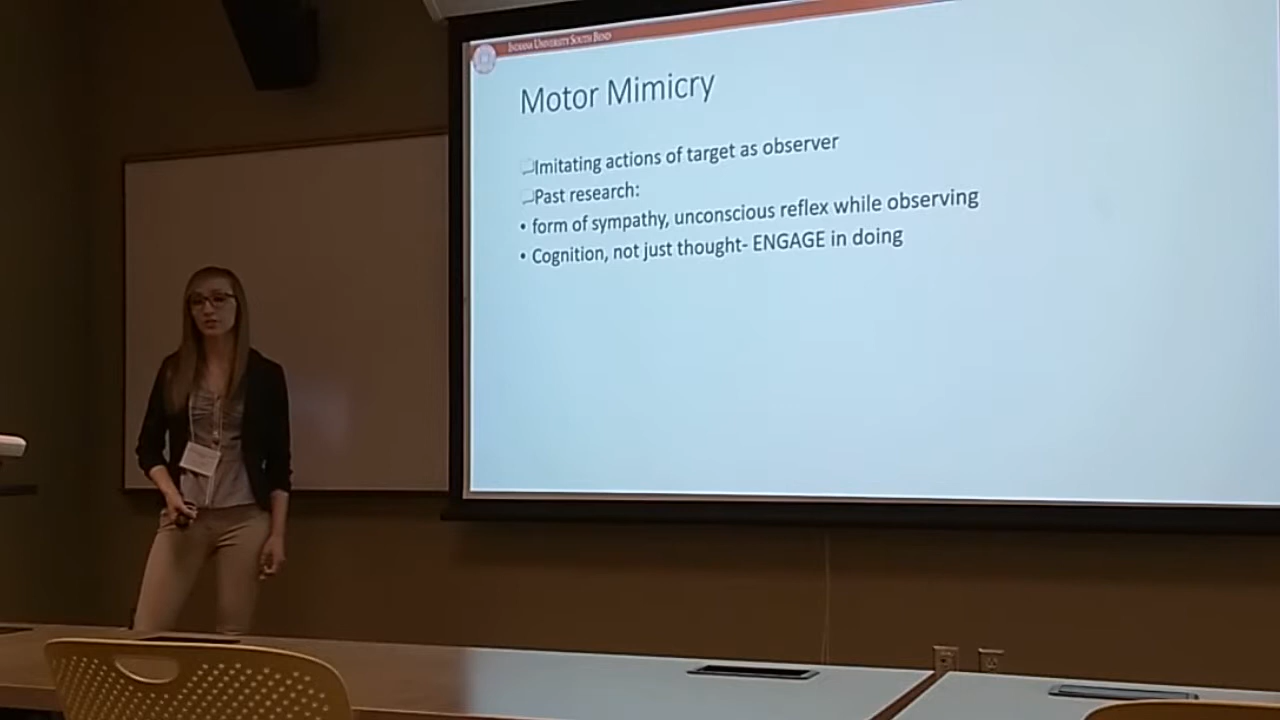 INDIANA UNIVERSITY SOUTH BEND
Motor Mimicry
Imitating actions of target as observer
Past research:
• form of sympathy, unconscious reflex while observing
• Cognition, not just thought- ENGAGE in doing